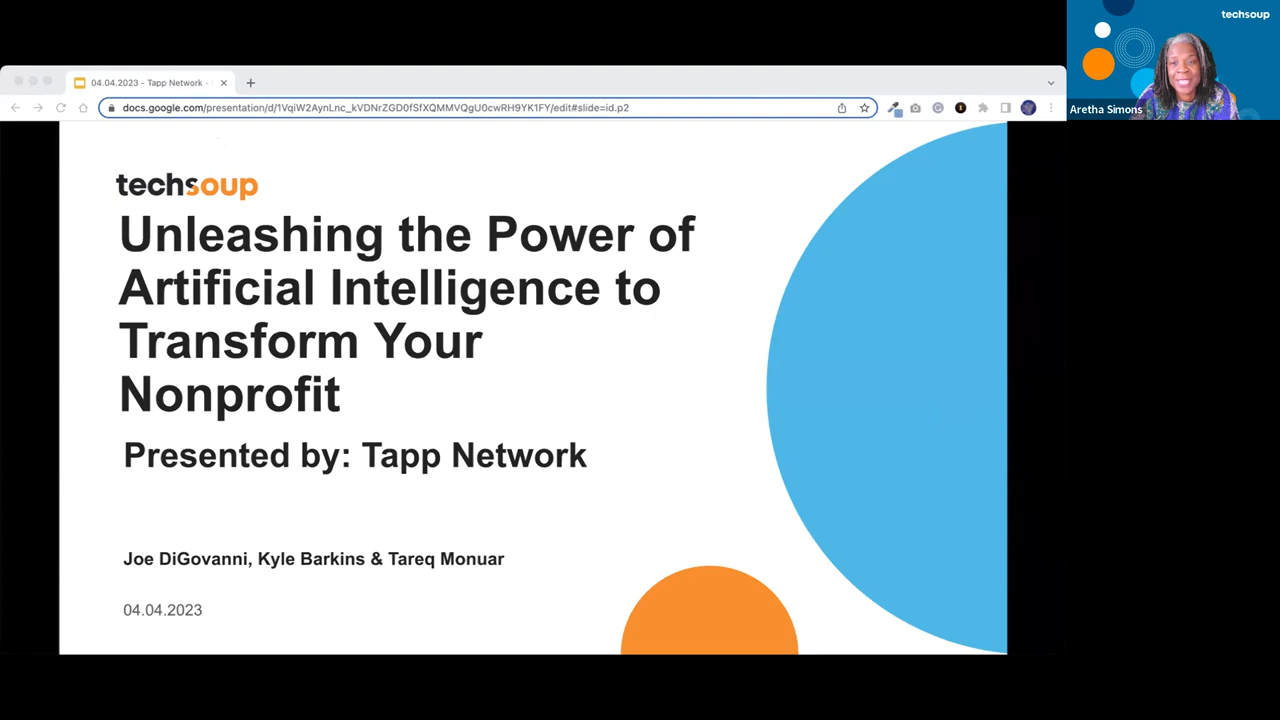 techsoup
Aretha Simons
04.04.2023 - Tapp Network -
docs.google.com/presentation/d/1VqiW2AynLnc_kVDNrZGD0fSfXQMMVQgU0cwRH9YK1FY/edit#slide=id.p2
techsoup
Unleashing the Power of
Artificial Intelligence to
Transform Your
Nonprofit
Presented by: Tapp Network
Joe DiGovanni, Kyle Barkins & Tareq Monuar
04.04.2023